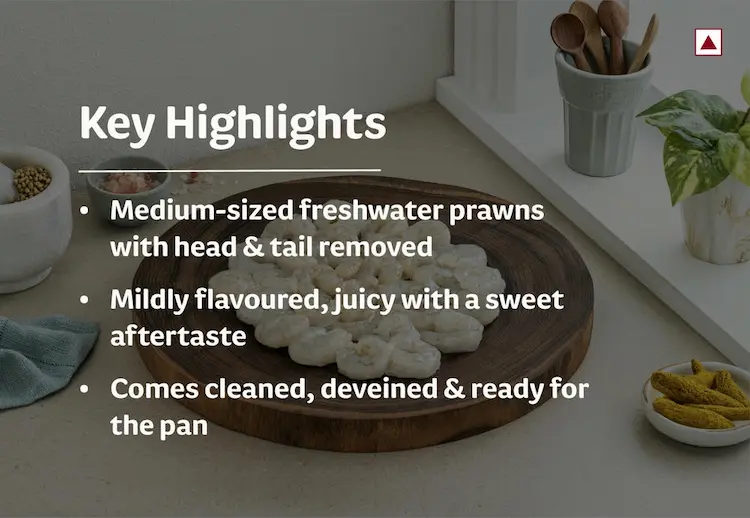 Key Highlights
• Medium-sized freshwater prawns
with head & tail removed
• Mildly flavoured, juicy with a sweet
aftertaste
• Comes cleaned, deveined & ready for
the pan